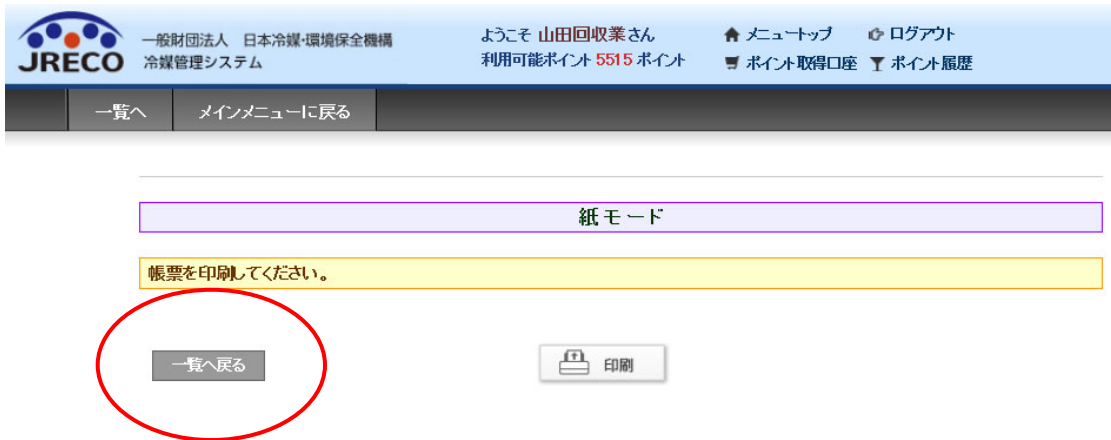 JRECO
一般財団法人 日本冷媒・環境保全機構
冷媒管理システム
ようこそ 山田回収業さん
利用可能ポイント 5515 ポイント
メニュートップ ログアウト
ポイント取得口座 ポイント履歴
一覧へ メインメニューに戻る
紙モード
帳票を印刷してください。
一覧へ戻る 印刷